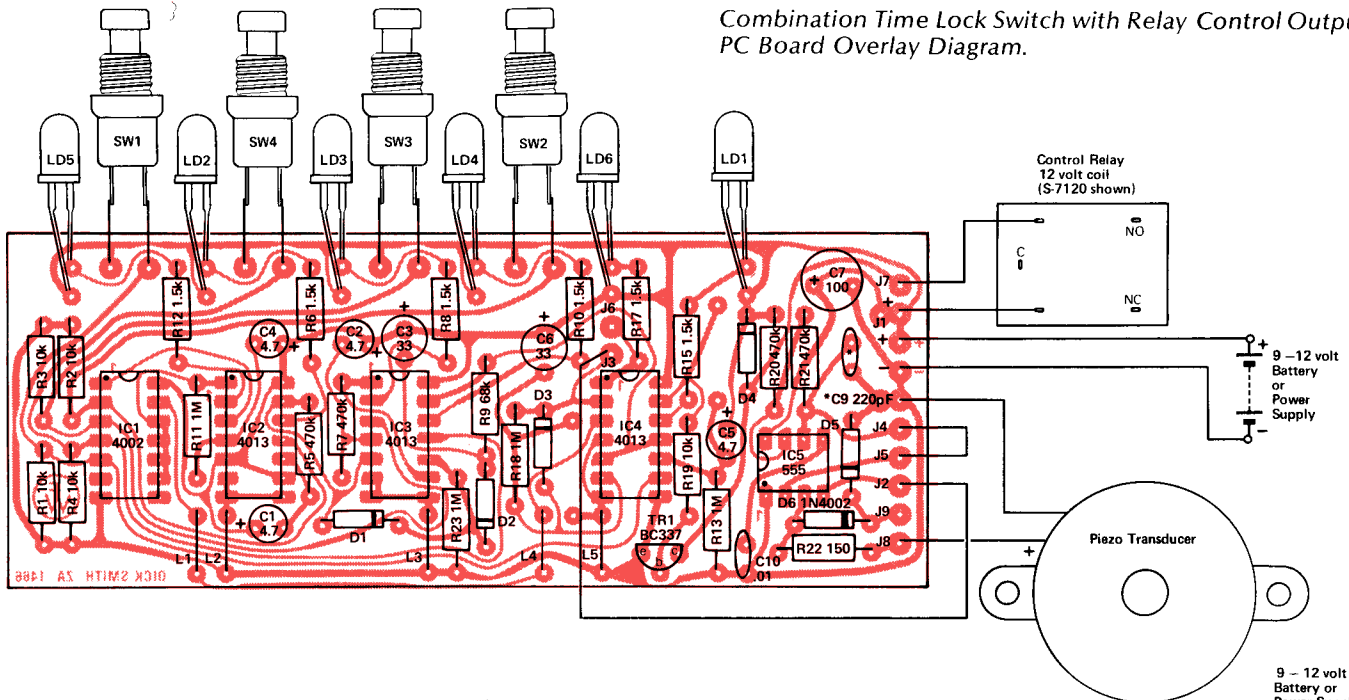 Combination Time Lock Switch with Relay Control
PC Board Overlay Diagram.
SW1
SW4
SW3
SW2
LD5
LD2
LD3
LD4
LD6
LD1
Control Relay
12 volt coil
(S-7120 shown)
NO
C
NC
R12 1.5k
R6 1.5k
R8 1.5k
R10 1.5k
R17 1.5k
J6
J3
C7
100
+
J7
+
J1
+
+
−
−
R3 10k
R2 10k
C4
4.7
+
C2
4.7
+
C3
33
+
C6
33
+
R15 1.5k
D4
R20 470k
R21 470k
*
*C9 220pF
+
9 – 12 volt
Battery
or
Power
Supply
−
IC1
4002
R11 1M
IC2
4013
R5 470k
R7 470k
IC3
4013
R9 68k
D3
R18 1M
IC4
4013
C5
4.7
+
D5
J4
J5
IC5
555
J2
R1 10k
R4 10k
C1
4.7
+
D1
R23 1M
D2
R19 10k
R13 1M
D6 1N4002
J9
R22 150
J8
TR1
BC337
e
b
c
C10
.01
L1
L2
L3
L4
L5
DICK SMITH ZA 1466
+
Piezo Transducer
9 – 12 volt
Battery or